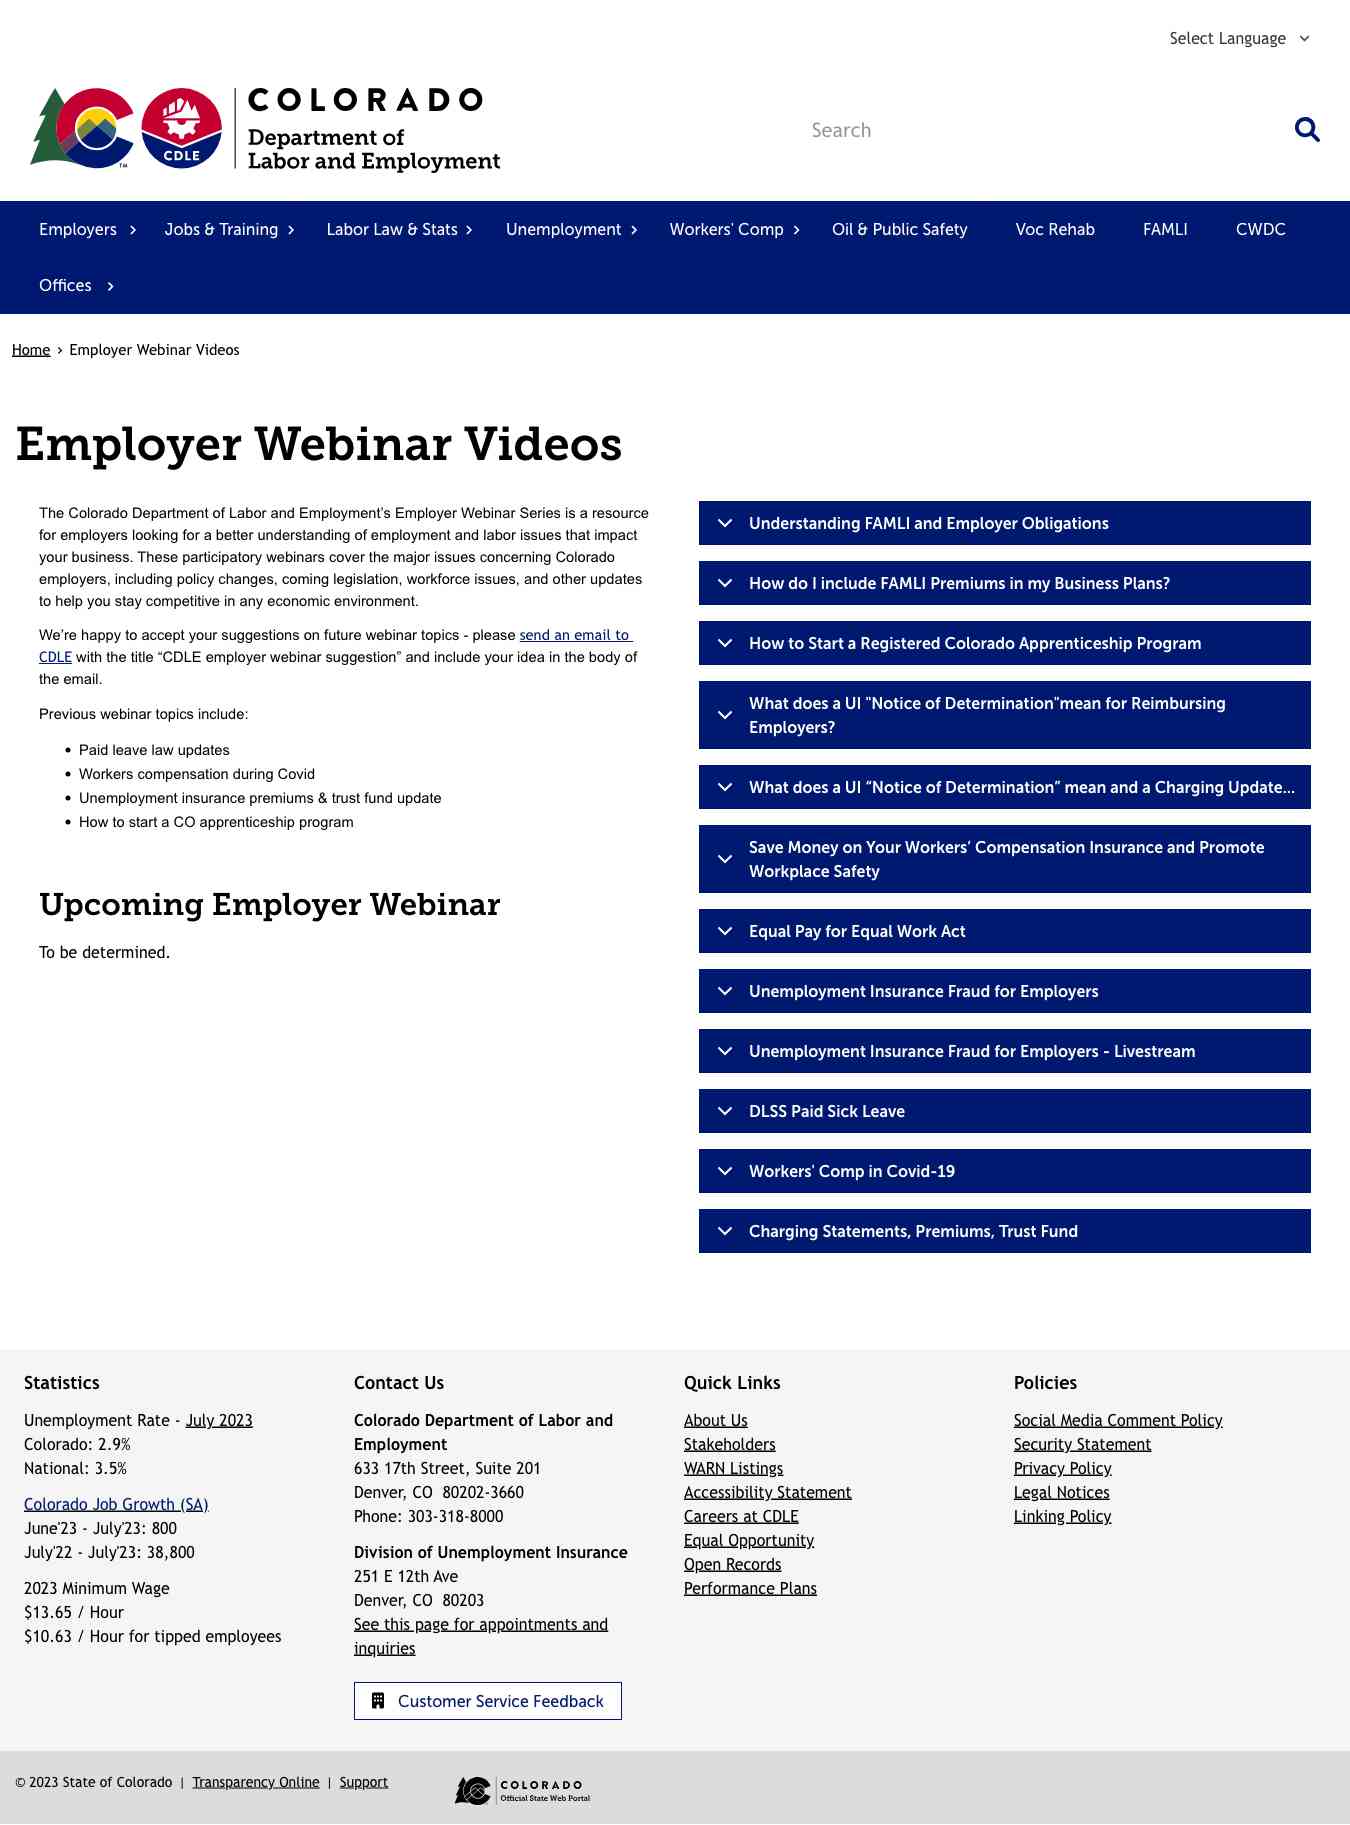 Select Language
CDLE
TM
COLORADO
Department of
Labor and Employment
Search
Employers Jobs & Training Labor Law & Stats Unemployment Workers' Comp Oil & Public Safety Voc Rehab FAMLI CWDC
Offices
Home › Employer Webinar Videos
Employer Webinar Videos
The Colorado Department of Labor and Employment’s Employer Webinar Series is a resource
for employers looking for a better understanding of employment and labor issues that impact
your business. These participatory webinars cover the major issues concerning Colorado
employers, including policy changes, coming legislation, workforce issues, and other updates
to help you stay competitive in any economic environment.
We’re happy to accept your suggestions on future webinar topics - please send an email to
CDLE with the title “CDLE employer webinar suggestion” and include your idea in the body of
the email.
Previous webinar topics include:
• Paid leave law updates
• Workers compensation during Covid
• Unemployment insurance premiums & trust fund update
• How to start a CO apprenticeship program
Upcoming Employer Webinar
To be determined.
Understanding FAMLI and Employer Obligations
How do I include FAMLI Premiums in my Business Plans?
How to Start a Registered Colorado Apprenticeship Program
What does a UI "Notice of Determination"mean for Reimbursing
Employers?
What does a UI “Notice of Determination” mean and a Charging Update...
Save Money on Your Workers’ Compensation Insurance and Promote
Workplace Safety
Equal Pay for Equal Work Act
Unemployment Insurance Fraud for Employers
Unemployment Insurance Fraud for Employers - Livestream
DLSS Paid Sick Leave
Workers' Comp in Covid-19
Charging Statements, Premiums, Trust Fund
Statistics
Unemployment Rate - July 2023
Colorado: 2.9%
National: 3.5%
Colorado Job Growth (SA)
June'23 - July'23: 800
July'22 - July'23: 38,800
2023 Minimum Wage
$13.65 / Hour
$10.63 / Hour for tipped employees
Contact Us
Colorado Department of Labor and
Employment
633 17th Street, Suite 201
Denver, CO 80202-3660
Phone: 303-318-8000
Division of Unemployment Insurance
251 E 12th Ave
Denver, CO 80203
See this page for appointments and
inquiries
Customer Service Feedback
Quick Links
About Us
Stakeholders
WARN Listings
Accessibility Statement
Careers at CDLE
Equal Opportunity
Open Records
Performance Plans
Policies
Social Media Comment Policy
Security Statement
Privacy Policy
Legal Notices
Linking Policy
© 2023 State of Colorado | Transparency Online | Support
COLORADO
Official State Web Portal